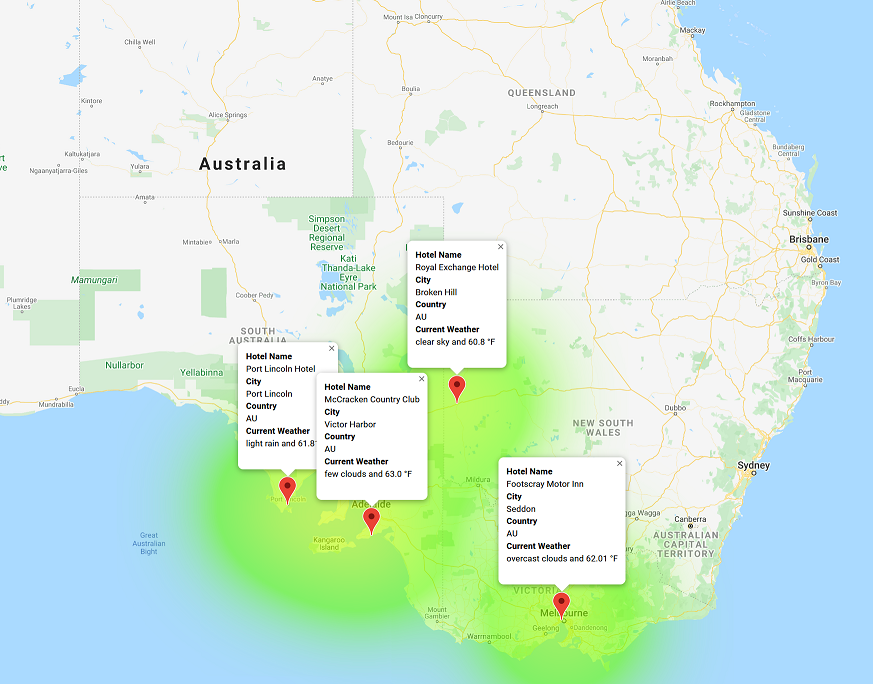 Airlie Beach
Mount Isa
Cloncurry
Mackay
Chilla Well
Moranbah
Anatye
Boulia
QUEENSLAND
Longreach
Kintore
Rockhampton
Gladstone
Central
Alice Springs
Bedourie
Bundaberg
Central
Kaltukatjara
Ngaanyatjarra-Giles
Yulara
Australia
Amata
Simpson
Desert
Regional
Reserve
Sunshine Coast
Brisbane
Gold Coast
Byron Bay
Mintabie
Marla
Kati
Thanda-Lake
Eyre
National Park
Mamungari
Coober Pedy
Plumridge
Lakes
Hotel Name
Royal Exchange Hotel
City
Broken Hill
Country
AU
Current Weather
clear sky and 60.8 °F
SOUTH
AUSTRALIA
Coffs Harbour
Hotel Name
Port Lincoln Hotel
City
Port Lincoln
Country
AU
Current Weather
light rain and 61.8
Nullarbor
Yellabinna
Eucla
Mundrabilla
Port
Macquarie
Hotel Name
McCracken Country Club
City
Victor Harbor
Country
AU
Current Weather
few clouds and 63.0 °F
Dubbo
NEW SOUTH
WALES
Sydney
Mildura
Hotel Name
Footscray Motor Inn
City
Seddon
Country
AU
Current Weather
overcast clouds and 62.01 °F
Port Lincoln
Adelaide
Wagga
Canberra
AUSTRALIAN
CAPITAL
TERRITORY
Great
Australian
Bight
Kangaroo
Island
VICTORIA
Mount
Gambier
Melbourne
Geelong
Dandenong
Warrnambool